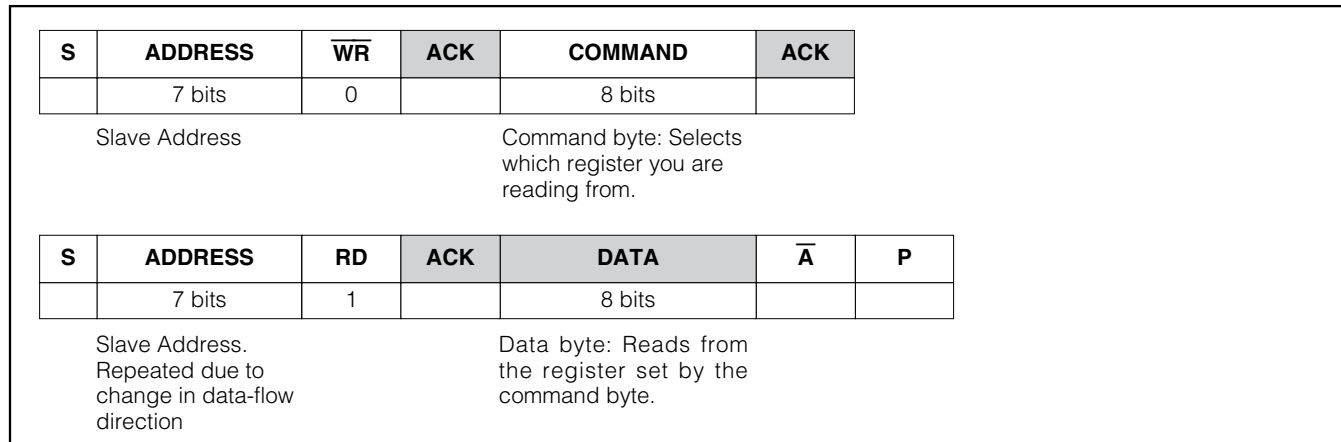 S ADDRESS W̅R̅ ACK COMMAND ACK
7 bits 0 8 bits
Slave Address
Command byte: Selects
which register you are
reading from.
S ADDRESS RD ACK DATA A̅ P
7 bits 1 8 bits
Slave Address.
Repeated due to
change in data-flow
direction
Data byte: Reads from
the register set by the
command byte.